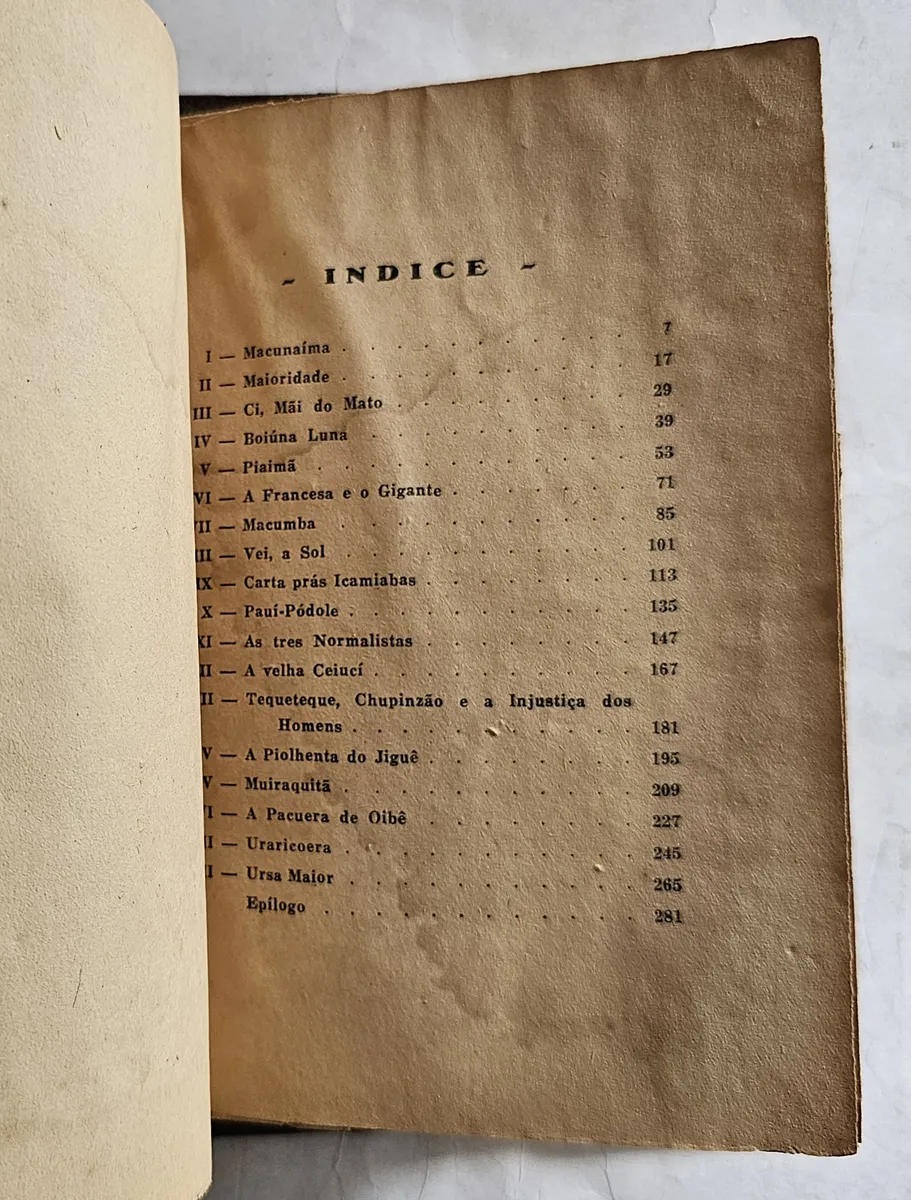 - INDICE -
I — Macunaíma . . . . . . . . . . 7
II — Maioridade . . . . . . . . . . 17
III — Ci, Mãi do Mato . . . . . . . . . 29
IV — Boiúna Luna . . . . . . . . . 39
V — Piaimã . . . . . . . . . . . 53
VI — A Francesa e o Gigante . . . . . . . 71
VII — Macumba . . . . . . . . . . 85
III — Vei, a Sol . . . . . . . . . . 101
IX — Carta prás Icamiabas . . . . . . . . 113
X — Pauí-Pódole . . . . . . . . . . 135
XI — As tres Normalistas . . . . . . . . 147
II — A velha Ceiucí . . . . . . . . . 167
II — Tequeteque, Chupinzão e a Injustiça dos
Homens . . . . . . . . . . 181
V — A Piolhenta do Jiguê . . . . . . . . 195
V — Muiraquitã . . . . . . . . . . 209
I — A Pacuera de Oibê . . . . . . . . 227
I — Uraricoera . . . . . . . . . . 245
I — Ursa Maior . . . . . . . . . . 265
Epílogo . . . . . . . . . . . 281